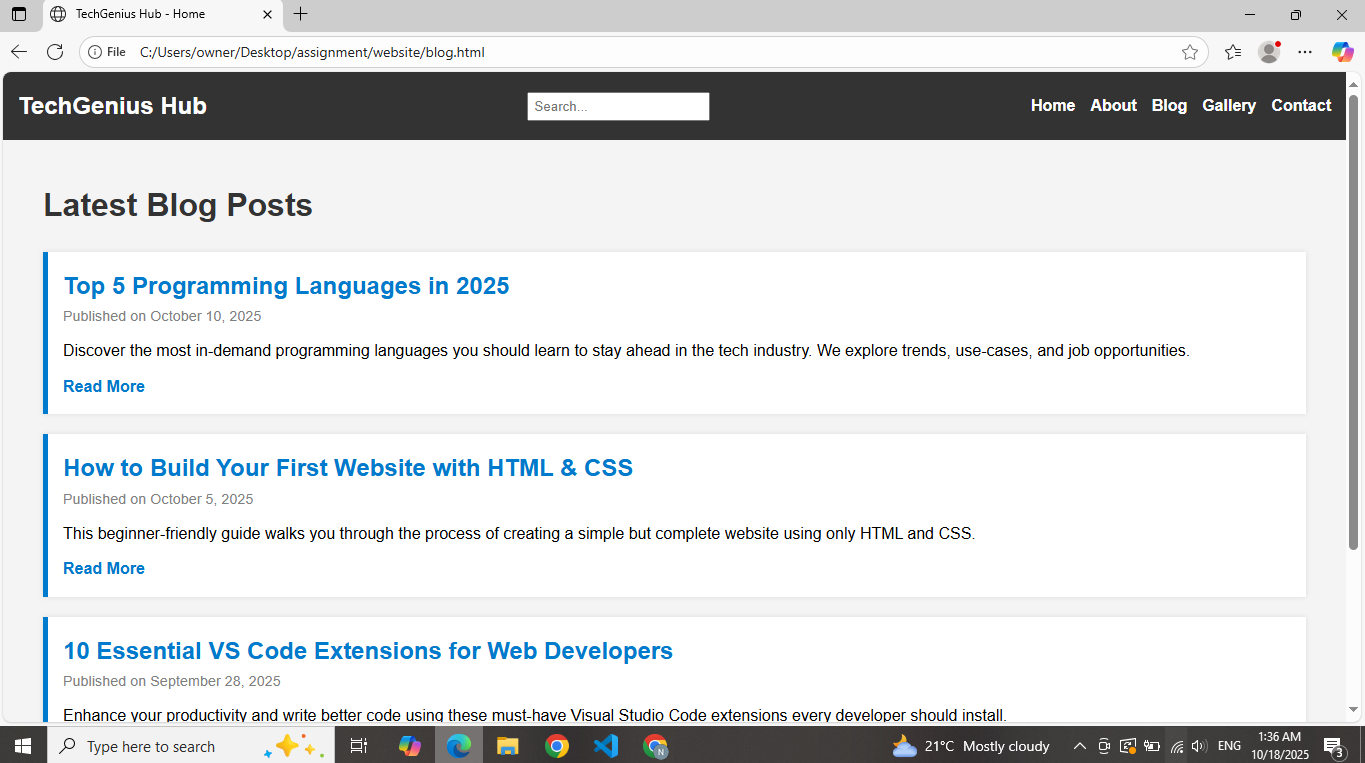 TechGenius Hub - Home
File C:/Users/owner/Desktop/assignment/website/blog.html
TechGenius Hub Search... Home About Blog Gallery Contact
Latest Blog Posts
Top 5 Programming Languages in 2025
Published on October 10, 2025
Discover the most in-demand programming languages you should learn to stay ahead in the tech industry. We explore trends, use-cases, and job opportunities.
Read More
How to Build Your First Website with HTML & CSS
Published on October 5, 2025
This beginner-friendly guide walks you through the process of creating a simple but complete website using only HTML and CSS.
Read More
10 Essential VS Code Extensions for Web Developers
Published on September 28, 2025
Enhance your productivity and write better code using these must-have Visual Studio Code extensions every developer should install.
Type here to search N 21°C Mostly cloudy ENG 1:36 AM 3
10/18/2025